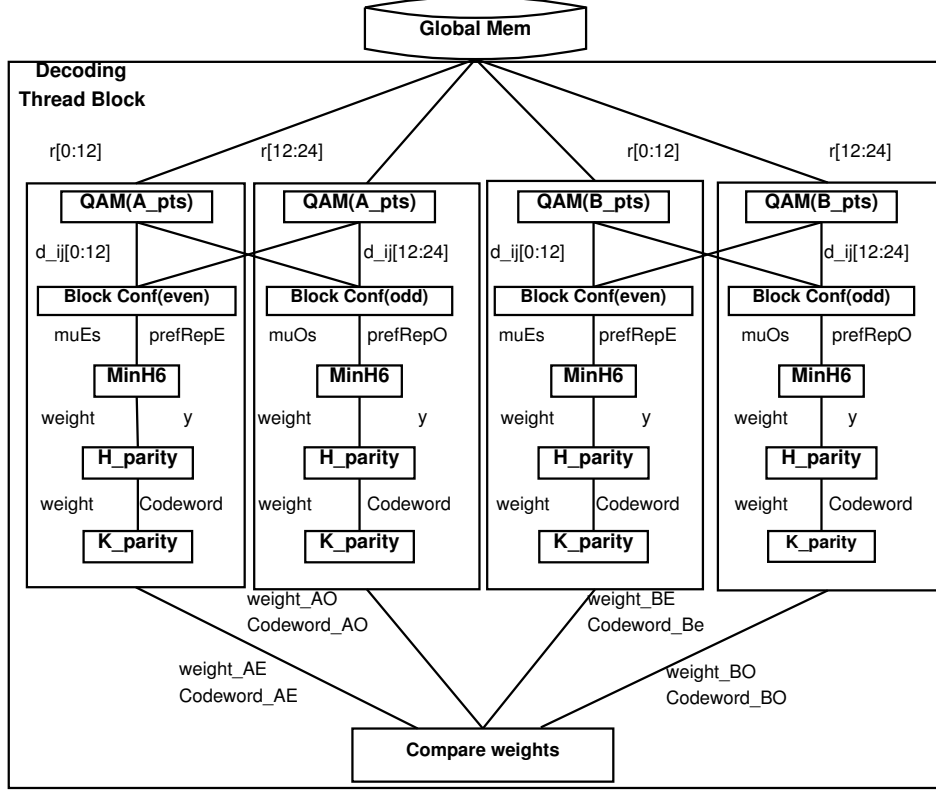 Global Mem
Decoding
Thread Block
r[0:12] r[12:24] r[0:12] r[12:24]
QAM(A_pts) QAM(A_pts) QAM(B_pts) QAM(B_pts)
d_ij[0:12] d_ij[12:24] d_ij[0:12] d_ij[12:24]
Block Conf(even) Block Conf(odd) Block Conf(even) Block Conf(odd)
muEs prefRepE muOs prefRepO muEs prefRepE muOs prefRepO
MinH6 MinH6 MinH6 MinH6
weight y weight y weight y weight y
H_parity H_parity H_parity H_parity
weight Codeword weight Codeword weight Codeword weight Codeword
K_parity K_parity K_parity K_parity
weight_AO weight_BE
Codeword_AO Codeword_Be
weight_AE weight_BO
Codeword_AE Codeword_BO
Compare weights